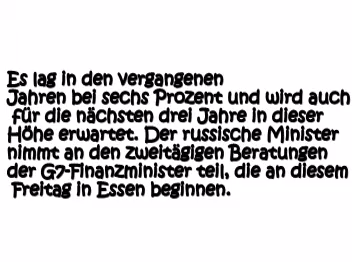 Es lag in den vergangenen
Jahren bei sechs Prozent und wird auch
für die nächsten drei Jahre in dieser
Höhe erwartet. Der russische Minister
nimmt an den zweitägigen Beratungen
der G7-Finanzminister teil, die an diesem
Freitag in Essen beginnen.